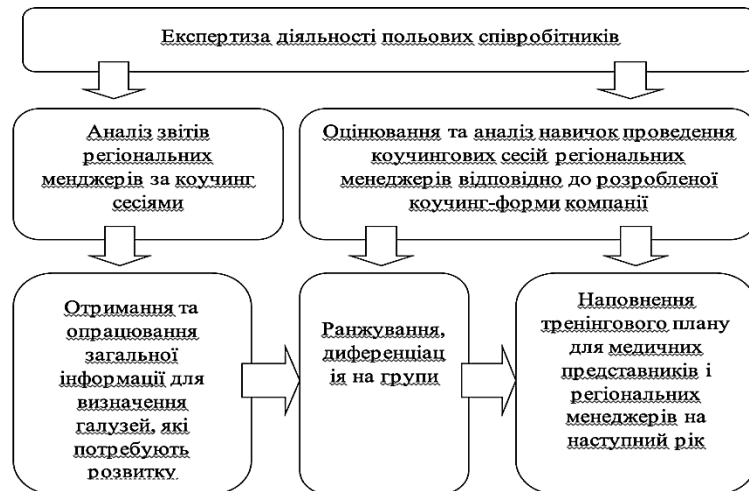 Експертиза діяльності польових співробітників
Аналіз звітів
регіональних
менджерів за коучинг
сесіями
Оцінювання та аналіз навичок проведення
коучингових сесій регіональних
менеджерів відповідно до розробленої
коучинг-форми компанії
Отримання та
опрацювання
загальної
інформації для
визначення
галузей, які
потребують
розвитку
Ранжування,
диференціац
ія на групи
Наповнення
тренінгового плану
для медичних
представників і
регіональних
менеджерів на
наступний рік